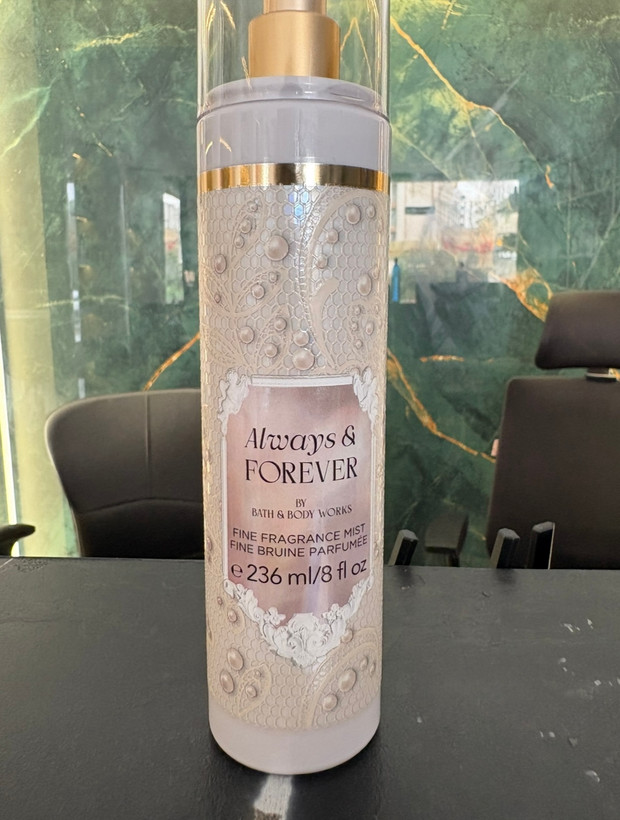 Always &
FOREVER
BY
BATH & BODY WORKS
FINE FRAGRANCE MIST
FINE BRUINE PARFUMÉE
℮ 236 ml/8 fl oz